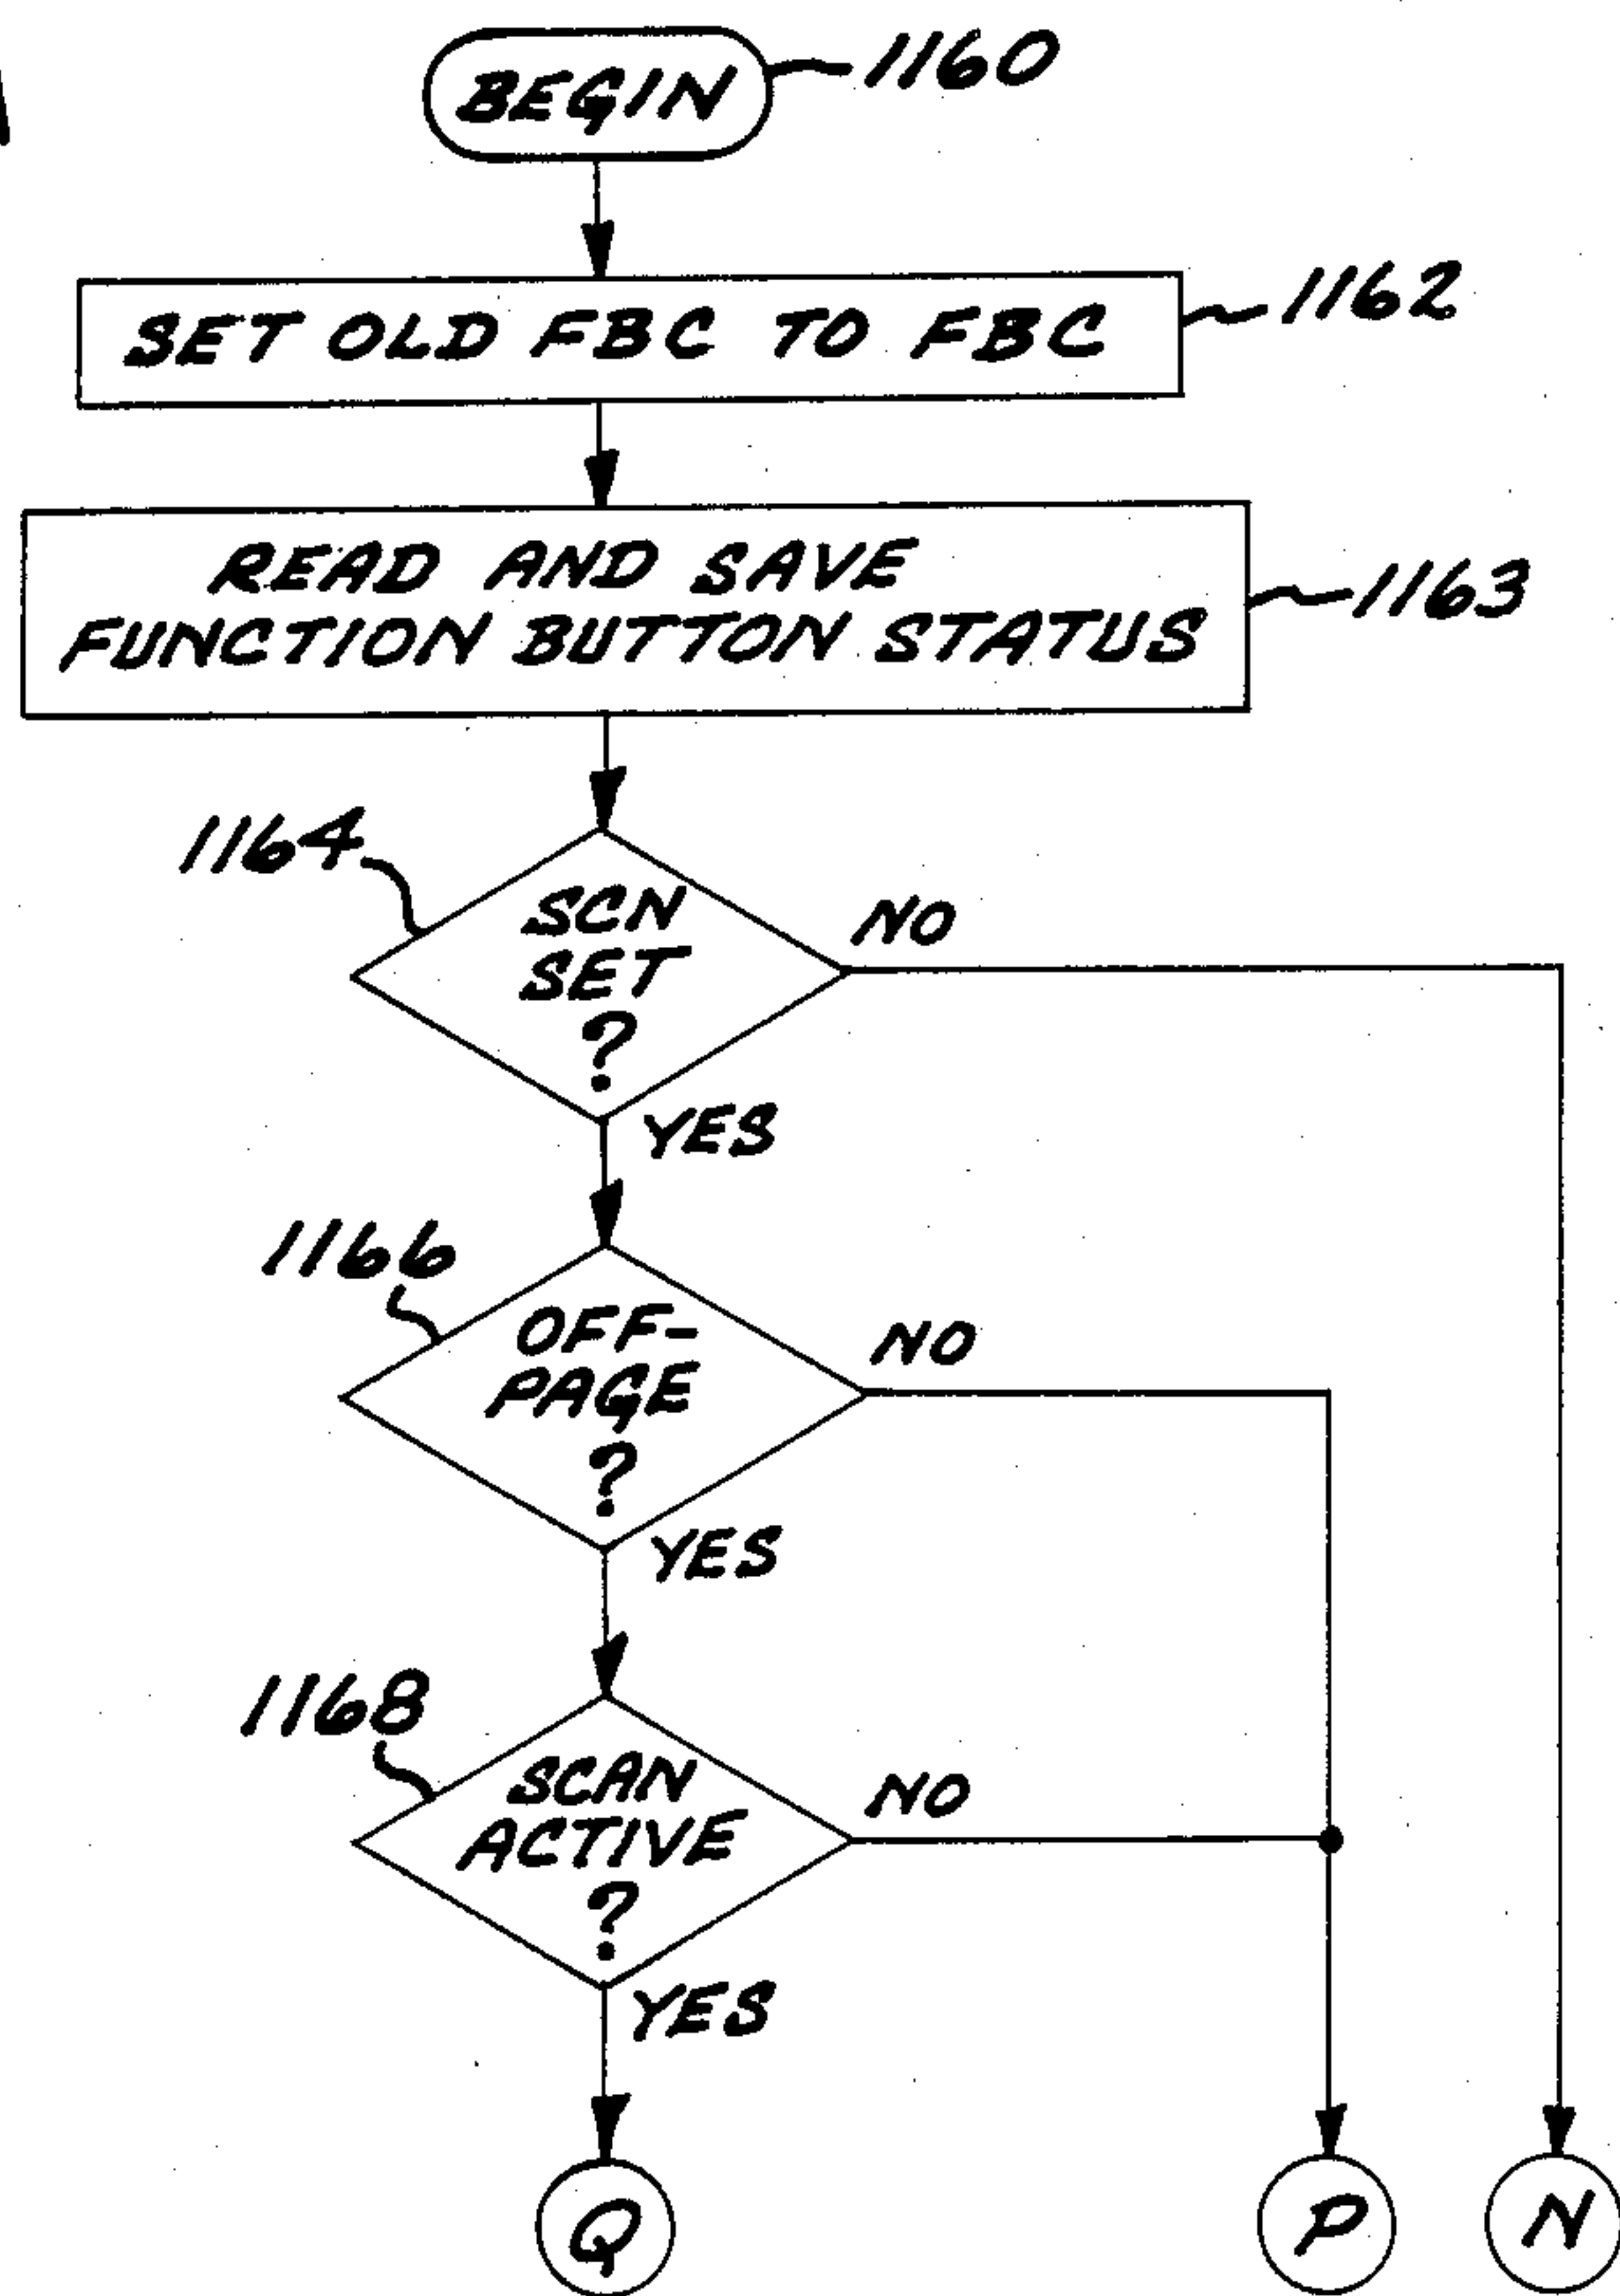 BEGIN
1160
SET OLD FBC TO FBC
1162
READ AND SAVE
FUNCTION BUTTON STATUS
1163
1164
SCN
SET
?
NO
YES
1166
OFF-
PAGE
?
NO
YES
1168
SCAN
ACTIVE
?
NO
YES
Q
P
N